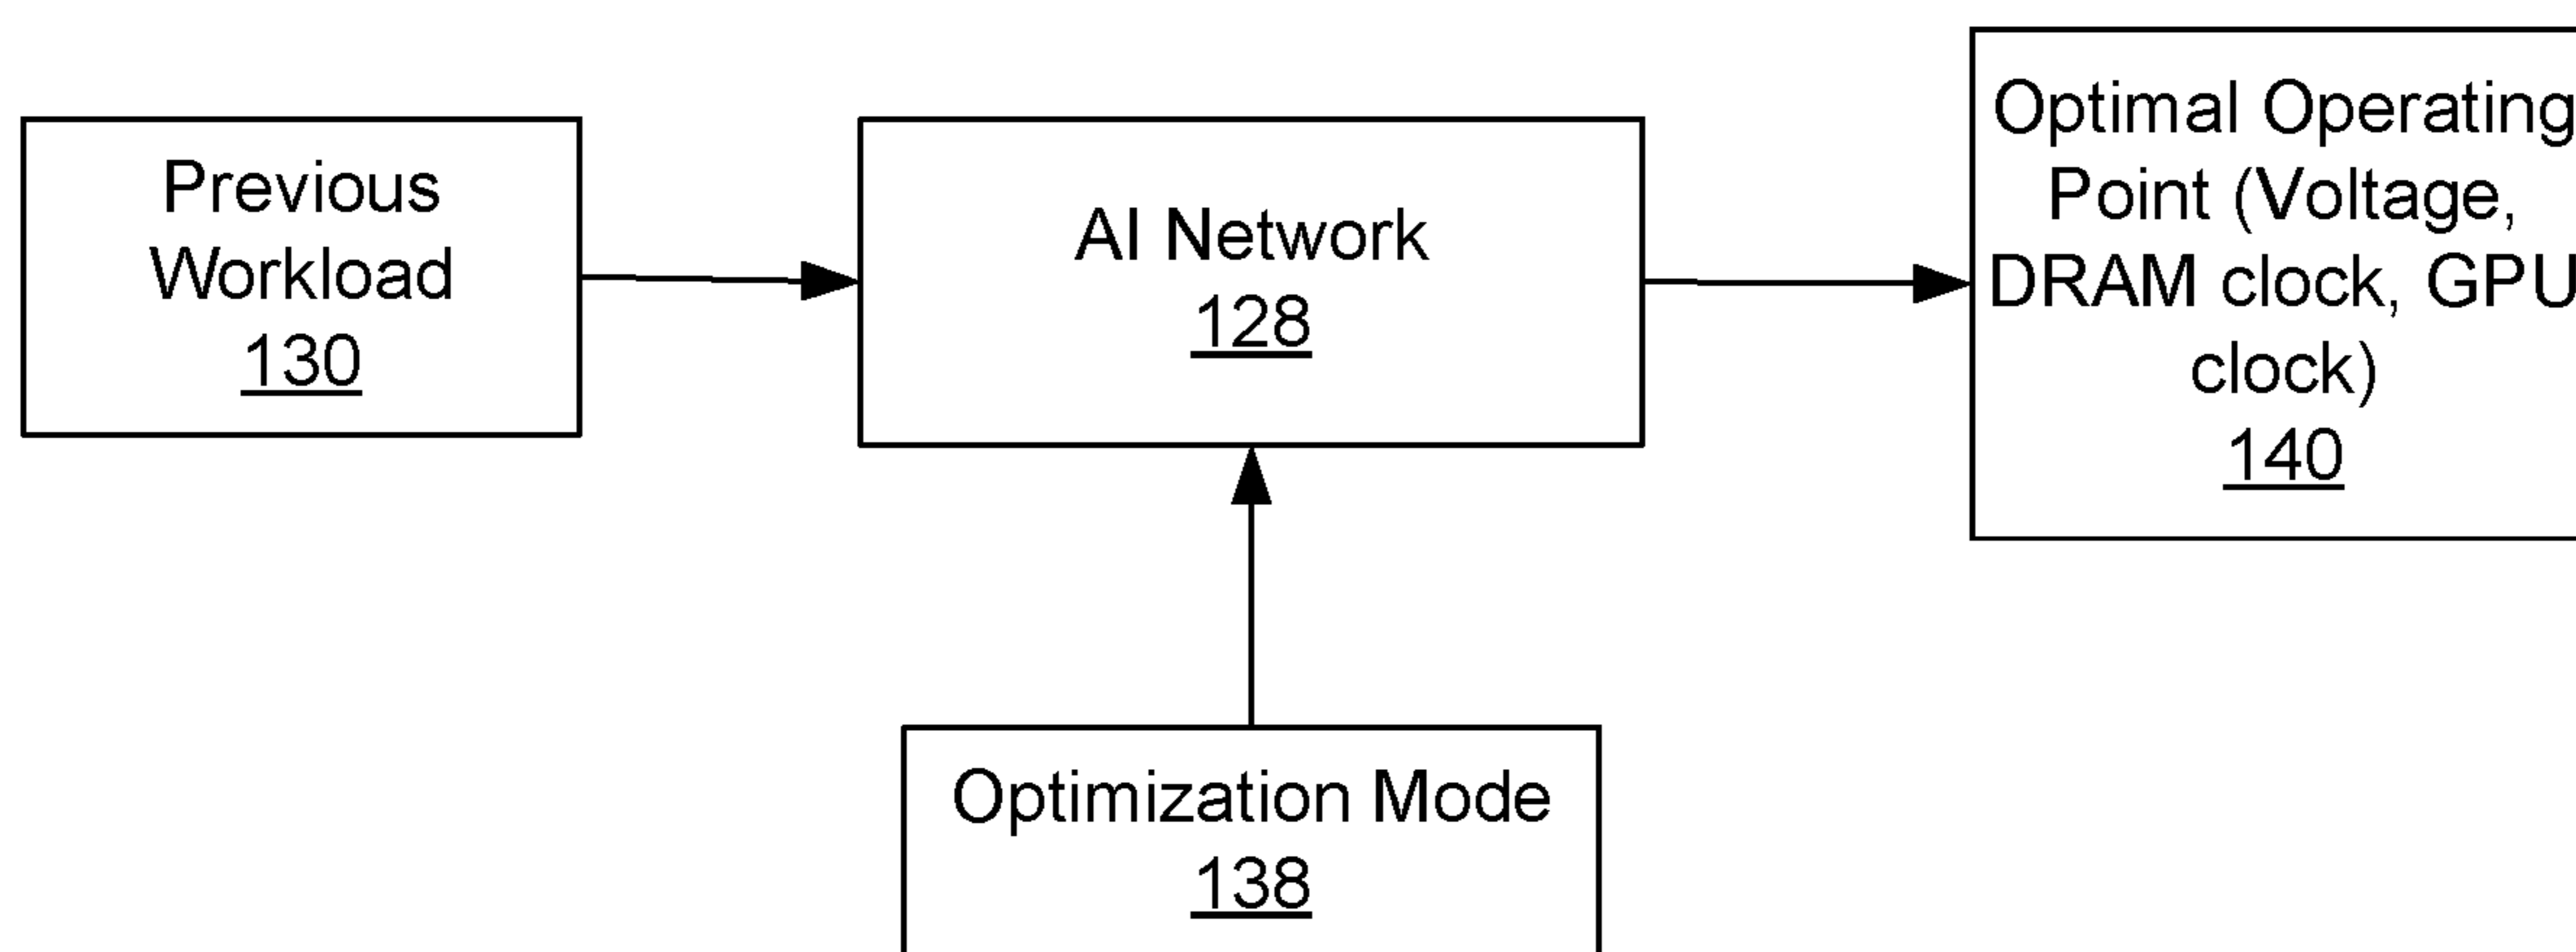 Previous
Workload
130
AI Network
128
Optimal Operating
Point (Voltage,
DRAM clock, GPU
clock)
140
Optimization Mode
138